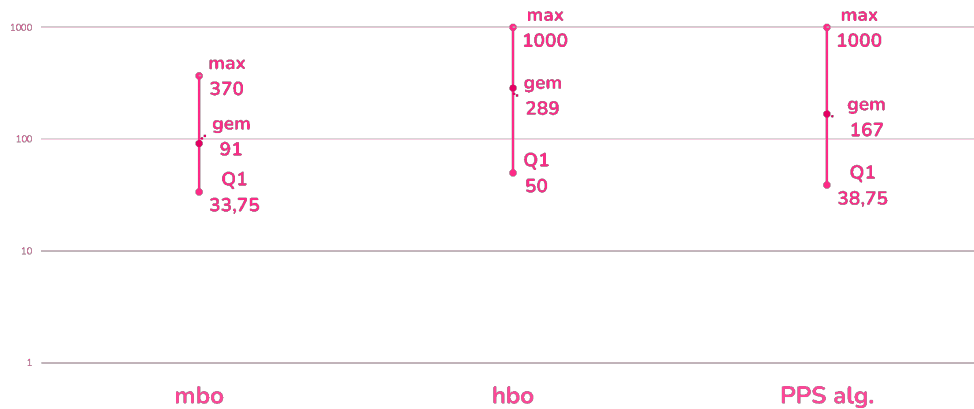 1000
100
10
1
max
370
gem
91
Q1
33,75
max
1000
gem
289
Q1
50
max
1000
gem
167
Q1
38,75
mbo
hbo
PPS alg.